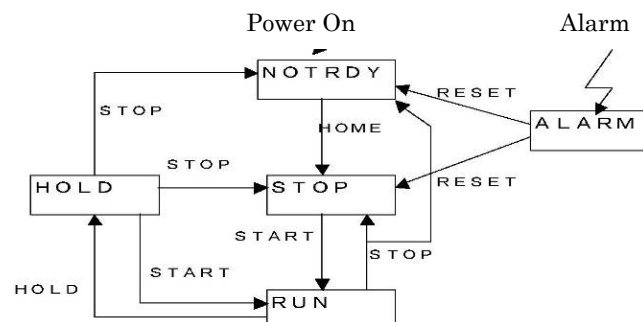 Power On
Alarm
NOTRDY
RESET
STOP
HOME
ALARM
STOP
HOLD
STOP
RESET
START
STOP
START
HOLD
RUN